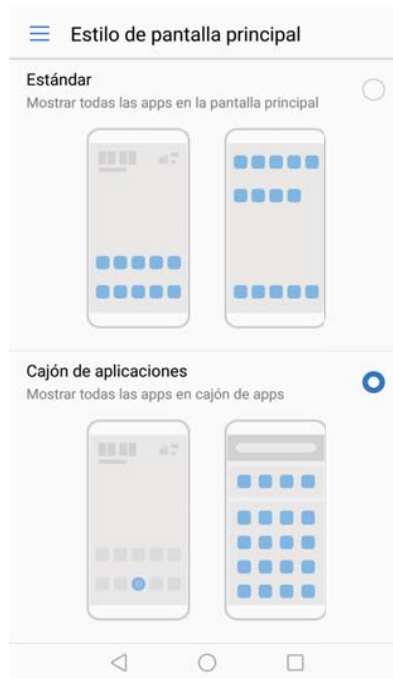 Estilo de pantalla principal
Estándar
Mostrar todas las apps en la pantalla principal
Cajón de aplicaciones
Mostrar todas las apps en cajón de apps